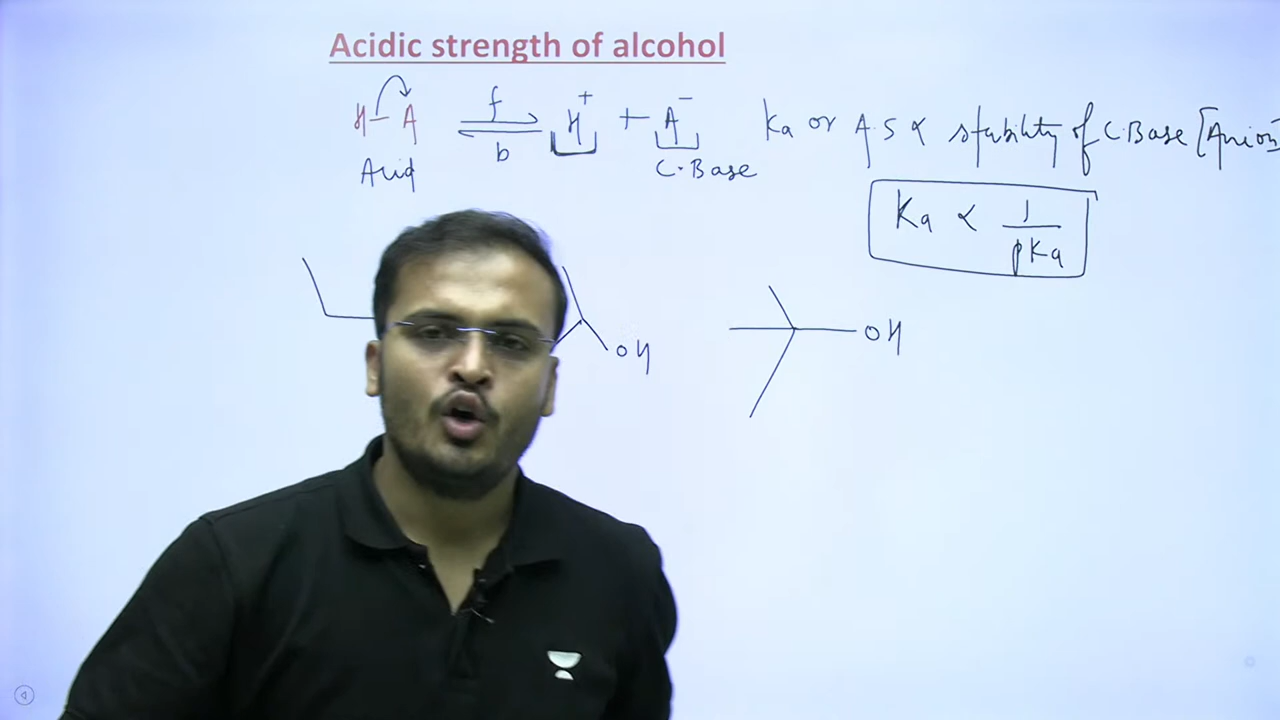 Acidic strength of alcohol
H-A ⇌ H⁺ + A⁻ Ka or A.S ∝ stability of C.Base [Anion
f
b
Acid C.Base
Ka ∝ 1/pKa
OH OH